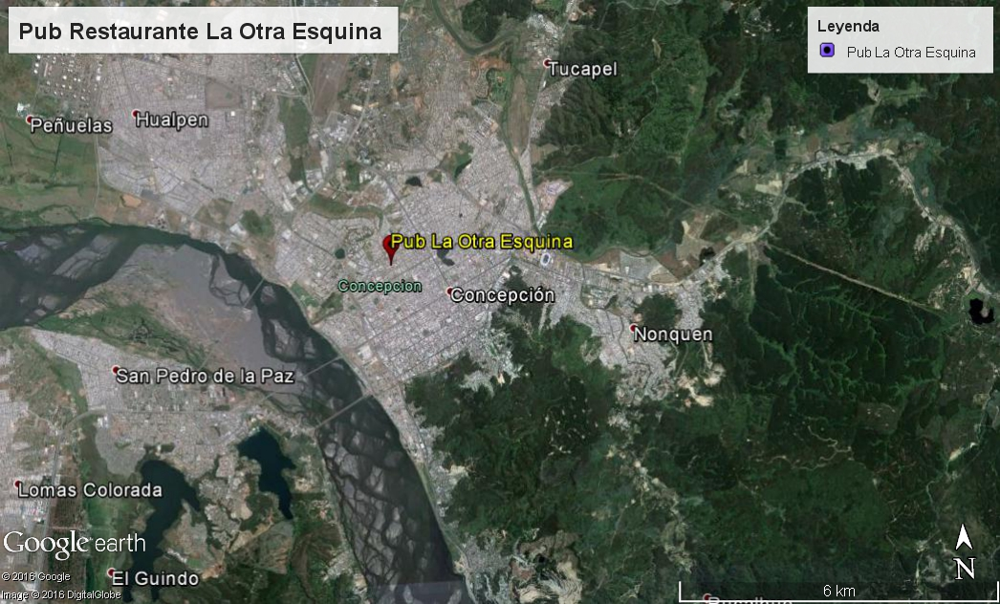 Pub Restaurante La Otra Esquina
Leyenda
Pub La Otra Esquina
Tucapel
Peñuelas
Hualpen
Pub La Otra Esquina
Concepcion
Concepción
Nonquen
San Pedro de la Paz
Lomas Colorada
Google earth
© 2016 Google
El Guindo
Image © 2016 DigitalGlobe
N
6 km